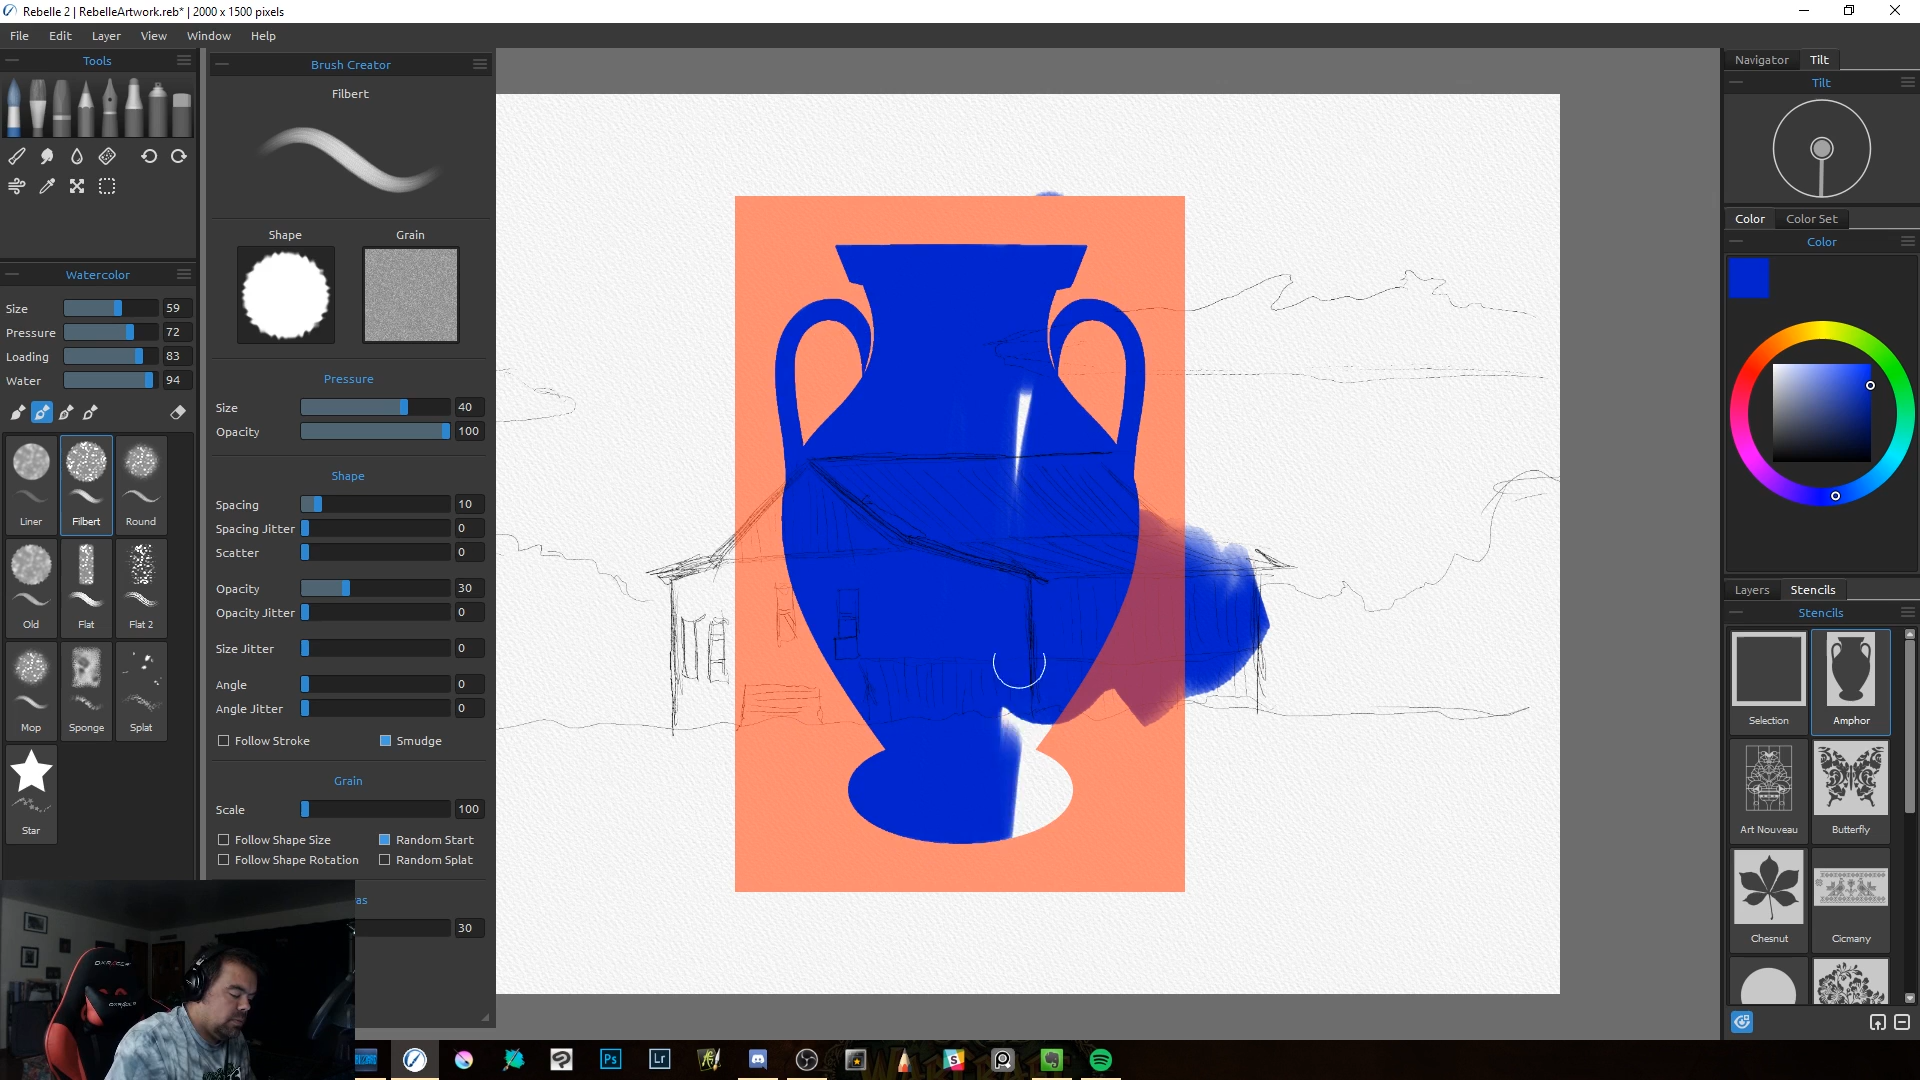 Rebelle 2 | RebelleArtwork.reb* | 2000 x 1500 pixels
File Edit Layer View Window Help
Tools
Watercolor
Size 59
Pressure 72
Loading 83
Water 94
Liner Filbert Round
Old Flat Flat 2
Mop Sponge Splat
Star
Brush Creator
Filbert
Shape Grain
Pressure
Size 40
Opacity 100
Shape
Spacing 10
Spacing Jitter 0
Scatter 0
Opacity 30
Opacity Jitter 0
Size Jitter 0
Angle 0
Angle Jitter 0
Follow Stroke Smudge
Grain
Scale 100
Follow Shape Size Random Start
Follow Shape Rotation Random Splat
as
30
Navigator Tilt
Tilt
Color Color Set
Color
Layers Stencils
Stencils
Selection Amphor
Art Nouveau Butterfly
Chesnut Cicmany
Ps Lr